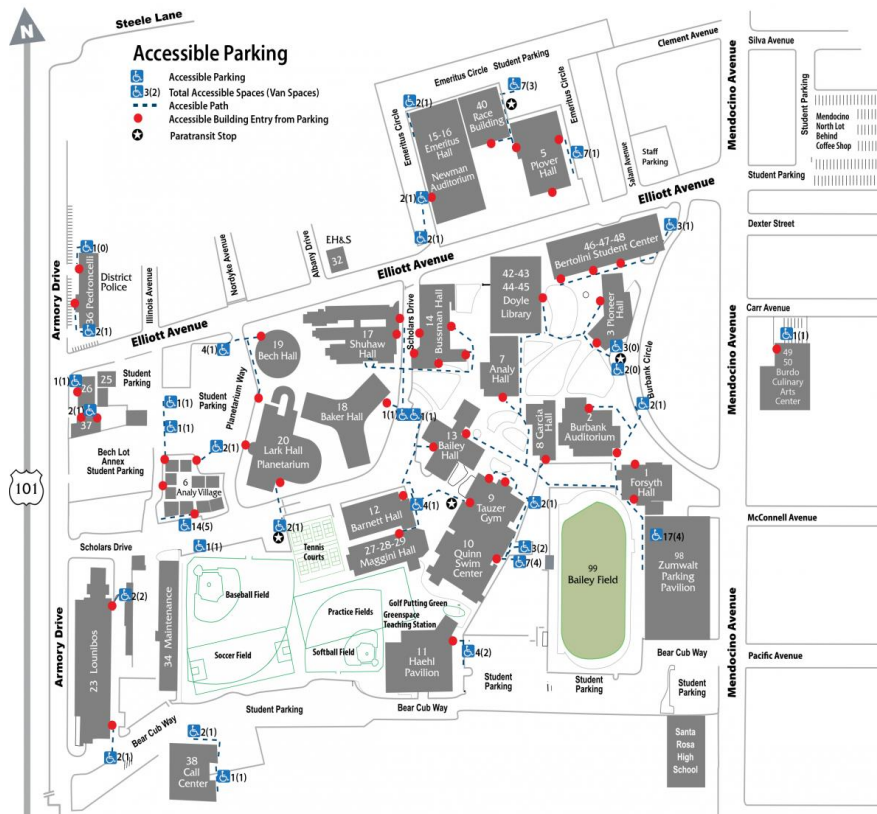 Steele Lane
N
Accessible Parking
Accessible Parking
3(2) Total Accessible Spaces (Van Spaces)
Accessible Path
Accessible Building Entry from Parking
Paratransit Stop
Clement Avenue
Silva Avenue
Emeritus Circle
Student Parking
7(3)
2(1)
40
Race
Building
Emeritus Circle
Emeritus Circle
15-16
Emeritus
Hall
Newman
Auditorium
5
Plover
Hall
7(1)
2(1)
2(1)
Salam Avenue
Staff
Parking
Mendocino Avenue
Student Parking
Mendocino
North Lot
Behind
Coffee Shop
Student Parking
Elliott Avenue
Dexter Street
Armory Drive
1(0)
36 Pedroncelli
District
Police
2(1)
Illinois Avenue
Nordyke Avenue
Albany Drive
EH&S
32
Elliott Avenue
Elliott Avenue
46-47-48
Bertolini Student Center
3(1)
42-43
44-45
Doyle
Library
3 Pioneer
Hall
3(0)
2(0)
Burbank Circle
Carr Avenue
1(1)
49
50
Burdo
Culinary
Arts
Center
Mendocino Avenue
Scholars Drive
14
Bussman Hall
17
Shuhaw
Hall
19
Bech Hall
4(1)
7
Analy
Hall
1(1)
26
25
Student
Parking
2(1)
37
1(1)
1(1)
Student
Parking
Planetarium Way
2(1)
18
Baker Hall
1(1)
1(1)
20
Lark Hall
Planetarium
13
Bailey
Hall
8 Garcia
Hall
2
Burbank
Auditorium
2(1)
Bech Lot
Annex
Student Parking
6
Analy Village
14(5)
101
1
Forsyth
Hall
9
Tauzer
Gym
2(1)
12
Barnett Hall
4(1)
2(1)
Tennis
Courts
27-28-29
Maggini Hall
10
Quinn
Swim
Center
3(2)
7(4)
99
Bailey Field
17(4)
98
Zumwalt
Parking
Pavilion
McConnell Avenue
Scholars Drive
1(1)
2(2)
Baseball Field
Practice Fields
Golf Putting Green
Greenspace
Teaching Station
Armory Drive
23 Lounibos
34 Maintenance
Soccer Field
Softball Field
11
Haehl
Pavilion
4(2)
Bear Cub Way
Mendocino Avenue
Pacific Avenue
Student
Parking
Student
Parking
Student
Parking
Bear Cub Way
Student Parking
Bear Cub Way
2(1)
2(1)
38
Call
Center
1(1)
Santa
Rosa
High
School